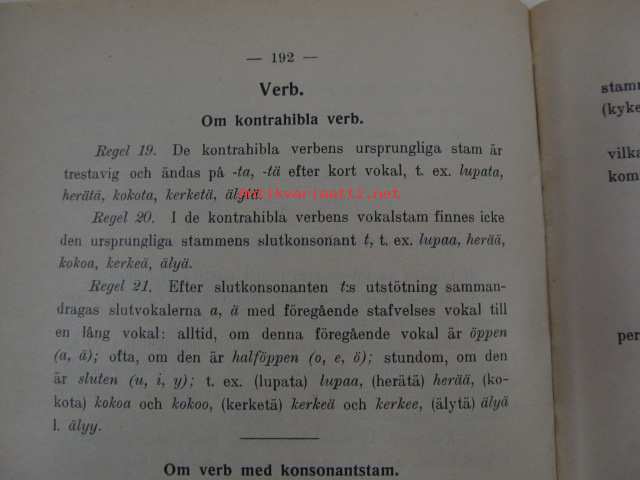 — 192 —
Verb.
Om kontrahibla verb.
Regel 19. De kontrahibla verbens ursprungliga stam är
trestavig och ändas på -ta, -tä efter kort vokal, t. ex. lupata,
herätä, kokota, kerketä, älytä.
Regel 20. I de kontrahibla verbens vokalstam finnes icke
den ursprungliga stammens slutkonsonant t, t. ex. lupaa, herää,
kokoa, kerkeä, älyä.
Regel 21. Efter slutkonsonanten t:s utstötning samman-
dragas slutvokalerna a, ä med föregående stafvelses vokal till
en lång vokal: alltid, om denna föregående vokal är öppen
(a, ä); ofta, om den är halföppen (o, e, ö); stundom, om den
är sluten (u, i, y); t. ex. (lupata) lupaa, (herätä) herää, (ko-
kota) kokoa och kokoo, (kerketä) kerkeä och kerkee, (älytä) älyä
l. älyy.
Om verb med konsonantstam.
stam
(kyke
vilka
kom
per